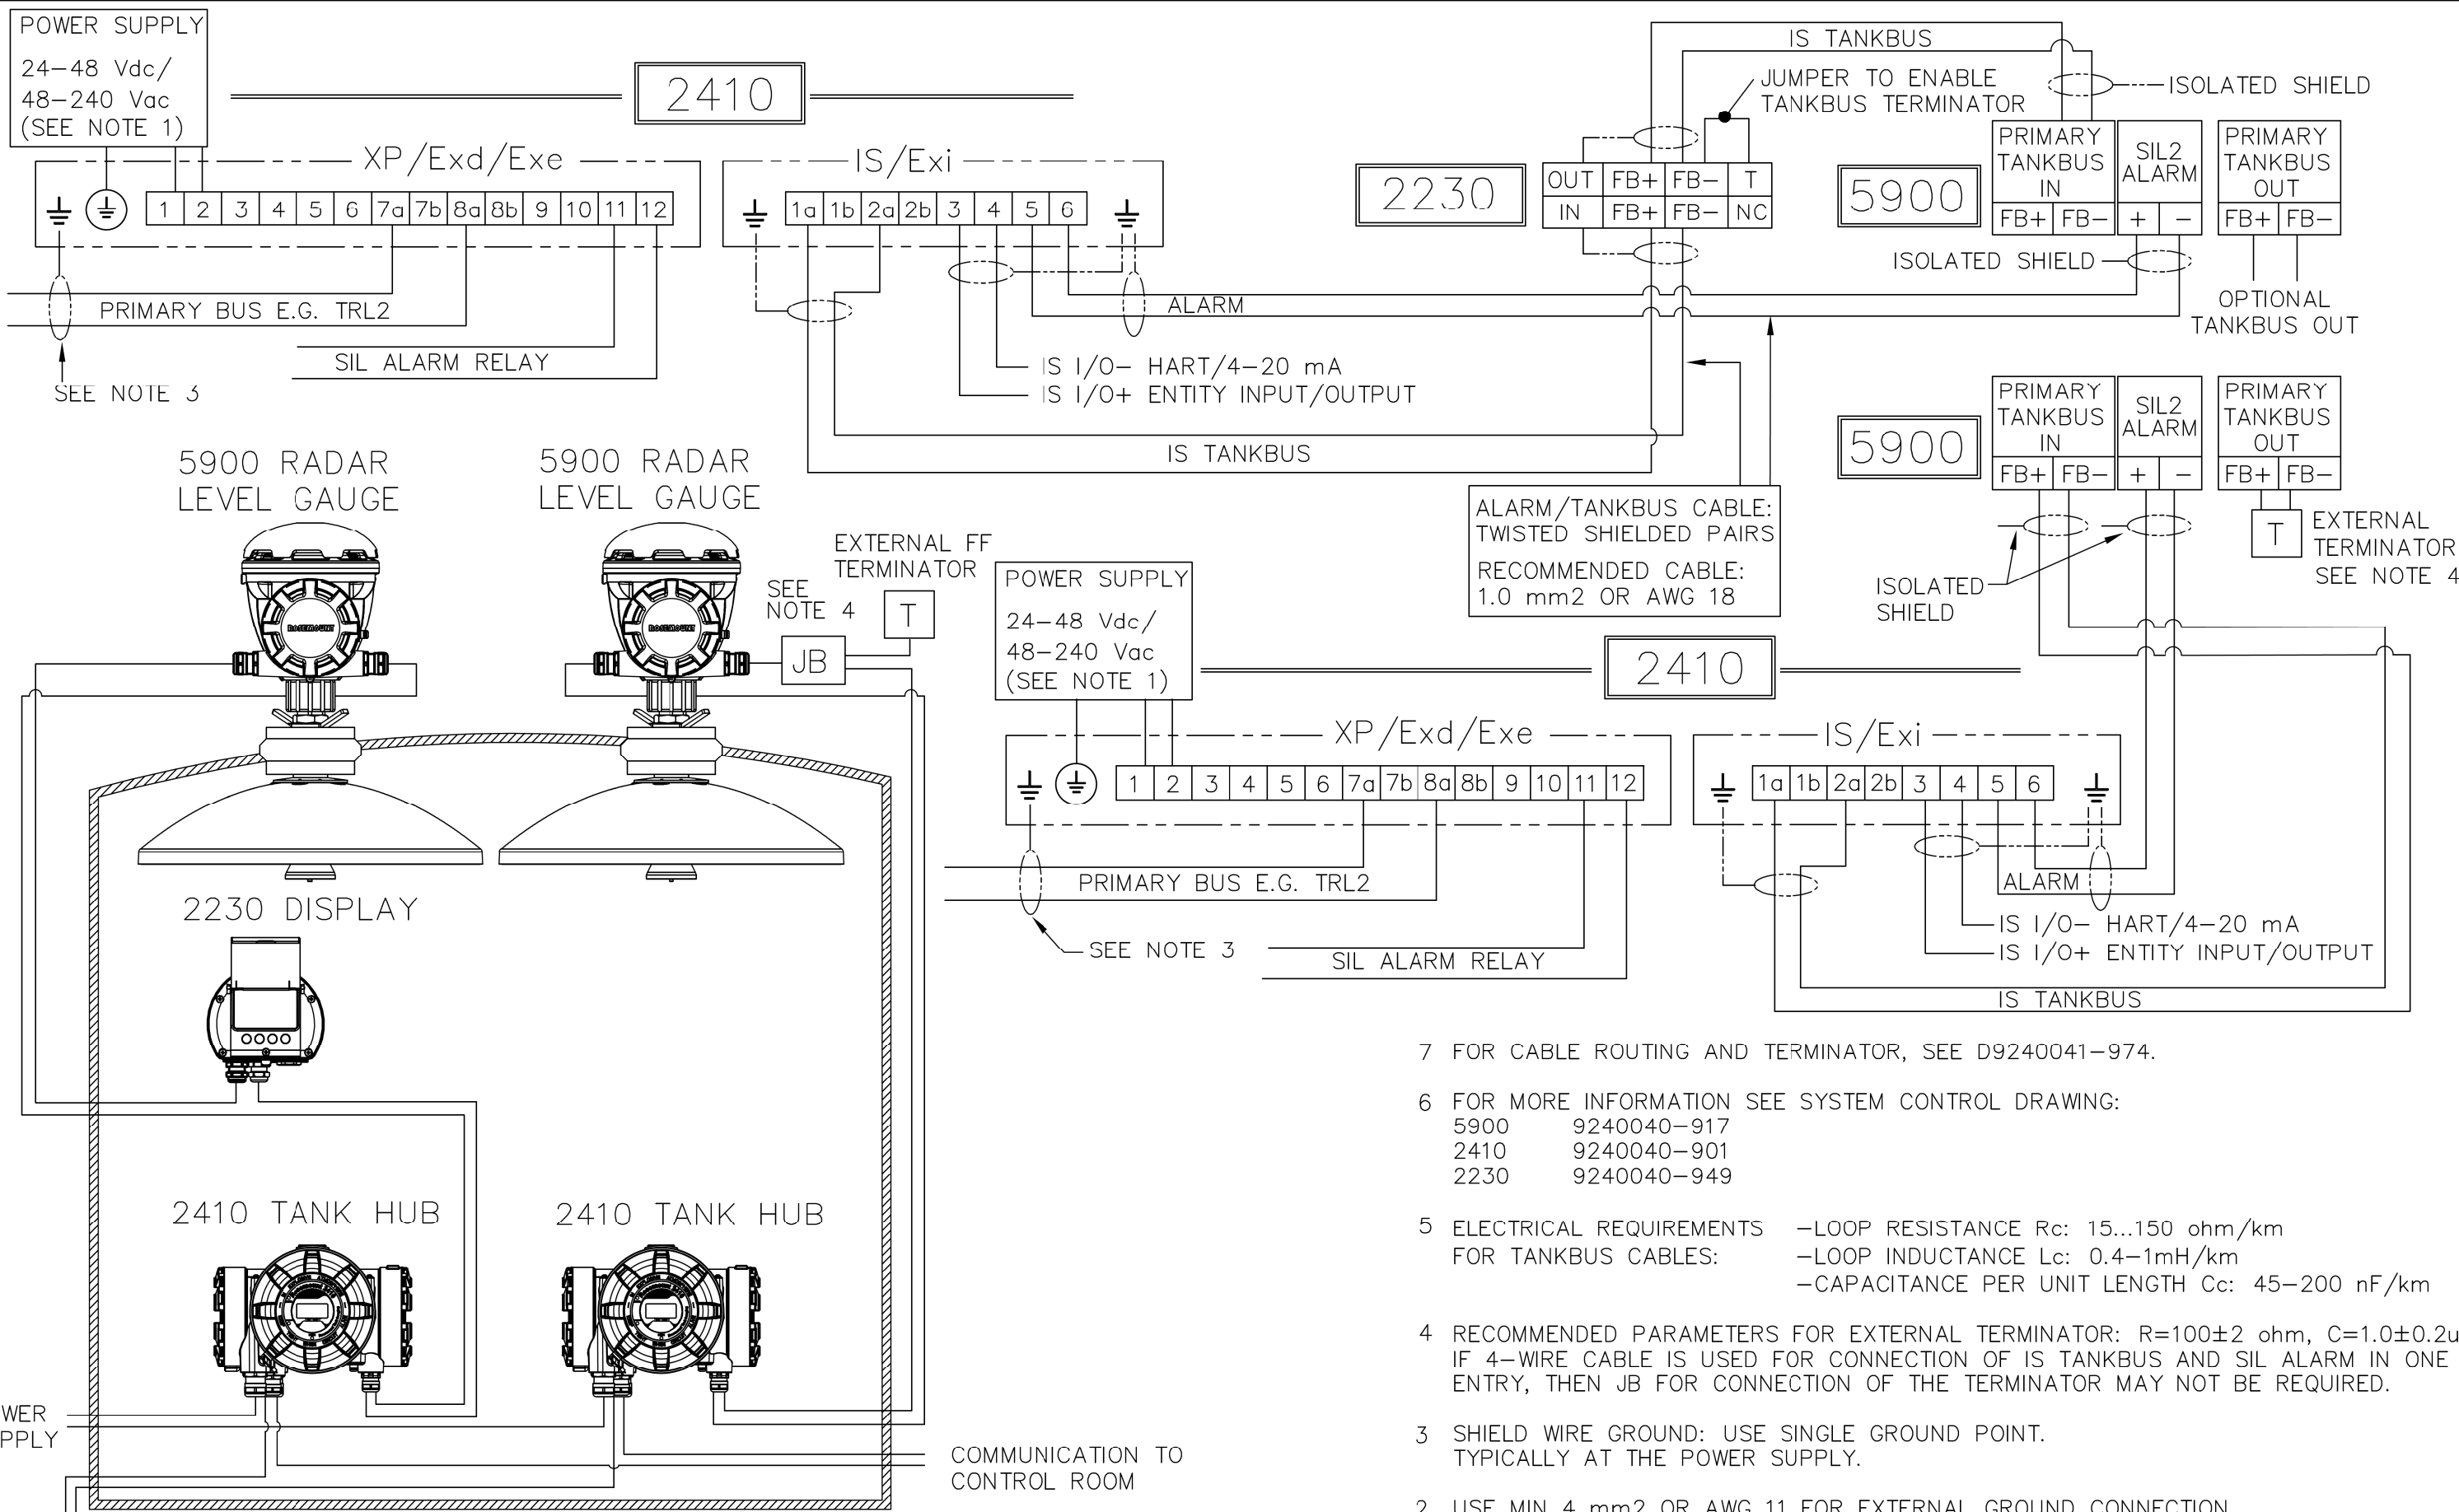 POWER SUPPLY
24-48 Vdc/
48-240 Vac
(SEE NOTE 1)
2410
XP/Exd/Exe
1 2 3 4 5 6 7a 7b 8a 8b 9 10 11 12
PRIMARY BUS E.G. TRL2
SIL ALARM RELAY
SEE NOTE 3
IS/Exi
1a 1b 2a 2b 3 4 5 6
ALARM
IS I/O- HART/4-20 mA
IS I/O+ ENTITY INPUT/OUTPUT
IS TANKBUS
IS TANKBUS
JUMPER TO ENABLE
TANKBUS TERMINATOR
ISOLATED SHIELD
2230
OUT FB+ FB- T
IN FB+ FB- NC
5900
PRIMARY
TANKBUS
IN
FB+ FB-
SIL2
ALARM
+ -
PRIMARY
TANKBUS
OUT
FB+ FB-
ISOLATED SHIELD
OPTIONAL
TANKBUS OUT
5900
PRIMARY
TANKBUS
IN
FB+ FB-
SIL2
ALARM
+ -
PRIMARY
TANKBUS
OUT
FB+ FB-
T
EXTERNAL
TERMINATOR
SEE NOTE 4
ISOLATED
SHIELD
ALARM/TANKBUS CABLE:
TWISTED SHIELDED PAIRS
RECOMMENDED CABLE:
1.0 mm2 OR AWG 18
5900 RADAR
LEVEL GAUGE
5900 RADAR
LEVEL GAUGE
ROSEMOUNT
ROSEMOUNT
EXTERNAL FF
TERMINATOR
SEE
NOTE 4
T
JB
POWER SUPPLY
24-48 Vdc/
48-240 Vac
(SEE NOTE 1)
2410
XP/Exd/Exe
1 2 3 4 5 6 7a 7b 8a 8b 9 10 11 12
PRIMARY BUS E.G. TRL2
SEE NOTE 3
SIL ALARM RELAY
IS/Exi
1a 1b 2a 2b 3 4 5 6
ALARM
IS I/O- HART/4-20 mA
IS I/O+ ENTITY INPUT/OUTPUT
IS TANKBUS
2230 DISPLAY
2410 TANK HUB
2410 TANK HUB
WER
PPLY
COMMUNICATION TO
CONTROL ROOM
7 FOR CABLE ROUTING AND TERMINATOR, SEE D9240041-974.
6 FOR MORE INFORMATION SEE SYSTEM CONTROL DRAWING:
5900 9240040-917
2410 9240040-901
2230 9240040-949
5 ELECTRICAL REQUIREMENTS -LOOP RESISTANCE Rc: 15...150 ohm/km
FOR TANKBUS CABLES: -LOOP INDUCTANCE Lc: 0.4-1mH/km
-CAPACITANCE PER UNIT LENGTH Cc: 45-200 nF/km
4 RECOMMENDED PARAMETERS FOR EXTERNAL TERMINATOR: R=100±2 ohm, C=1.0±0.2u
IF 4-WIRE CABLE IS USED FOR CONNECTION OF IS TANKBUS AND SIL ALARM IN ONE
ENTRY, THEN JB FOR CONNECTION OF THE TERMINATOR MAY NOT BE REQUIRED.
3 SHIELD WIRE GROUND: USE SINGLE GROUND POINT.
TYPICALLY AT THE POWER SUPPLY.
2 USE MIN 4 mm2 OR AWG 11 FOR EXTERNAL GROUND CONNECTION